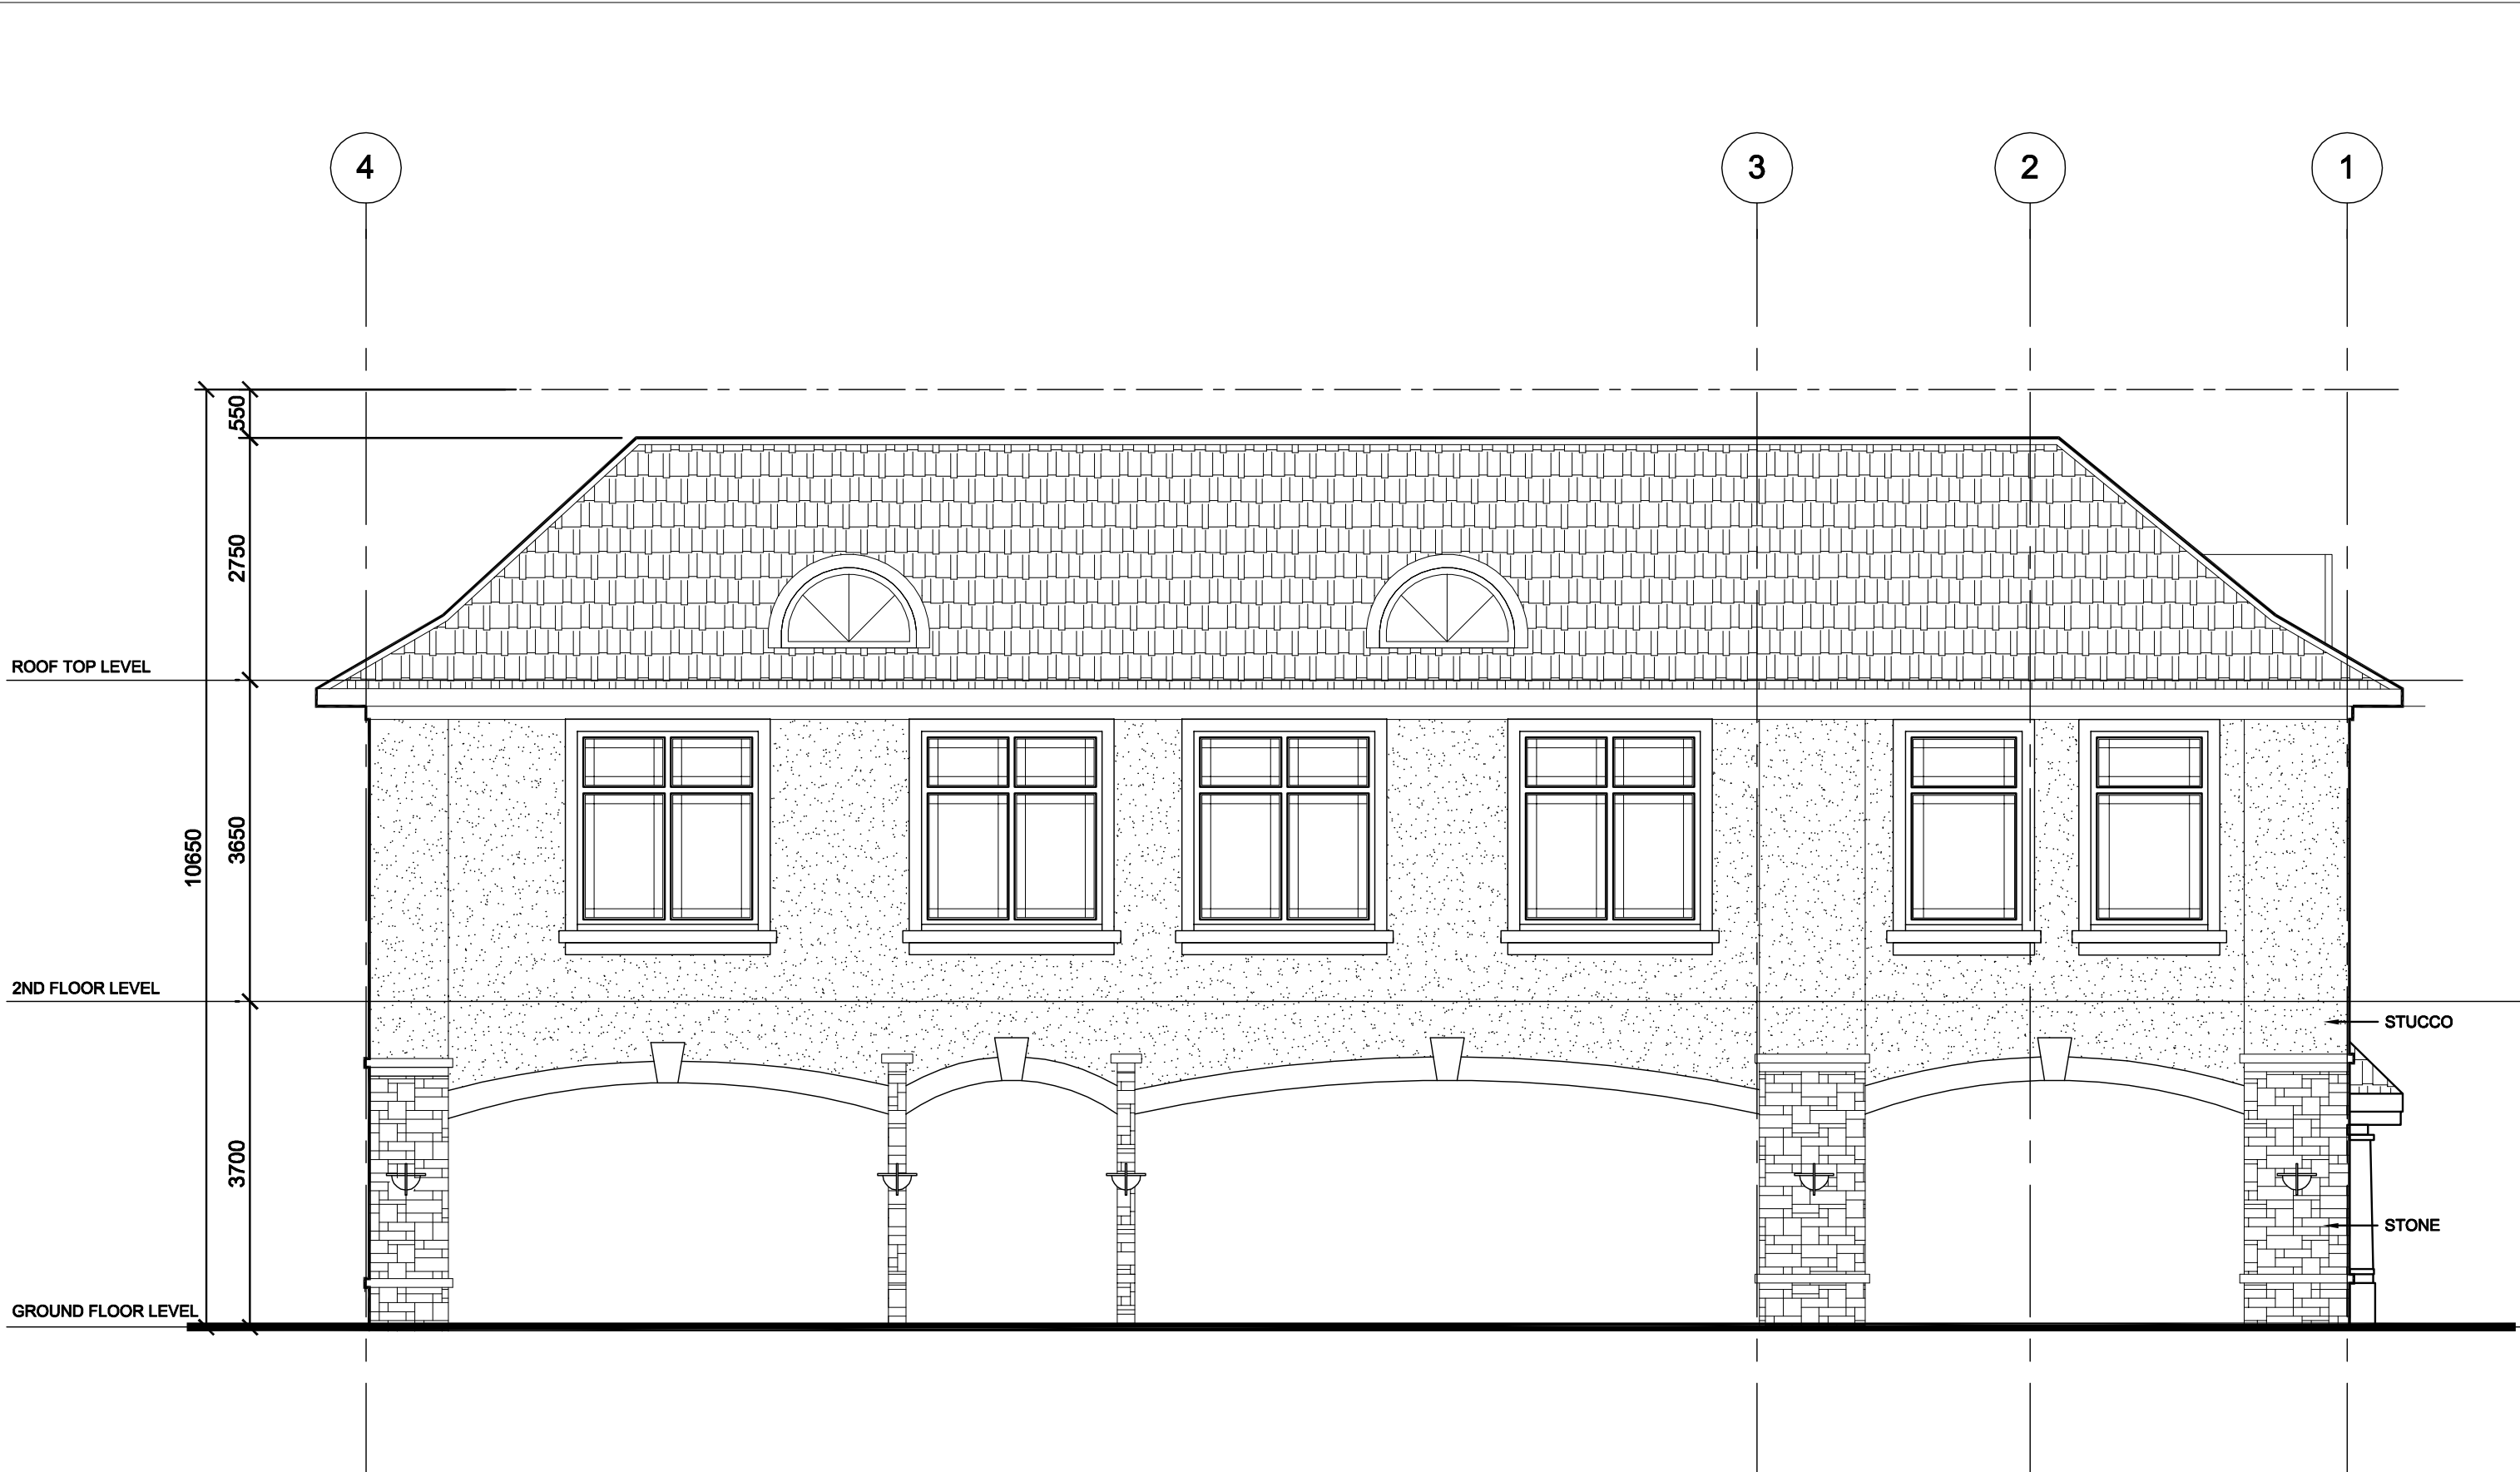 4
3
2
1
550
2750
ROOF TOP LEVEL
10650
3650
2ND FLOOR LEVEL
STUCCO
3700
STONE
GROUND FLOOR LEVEL